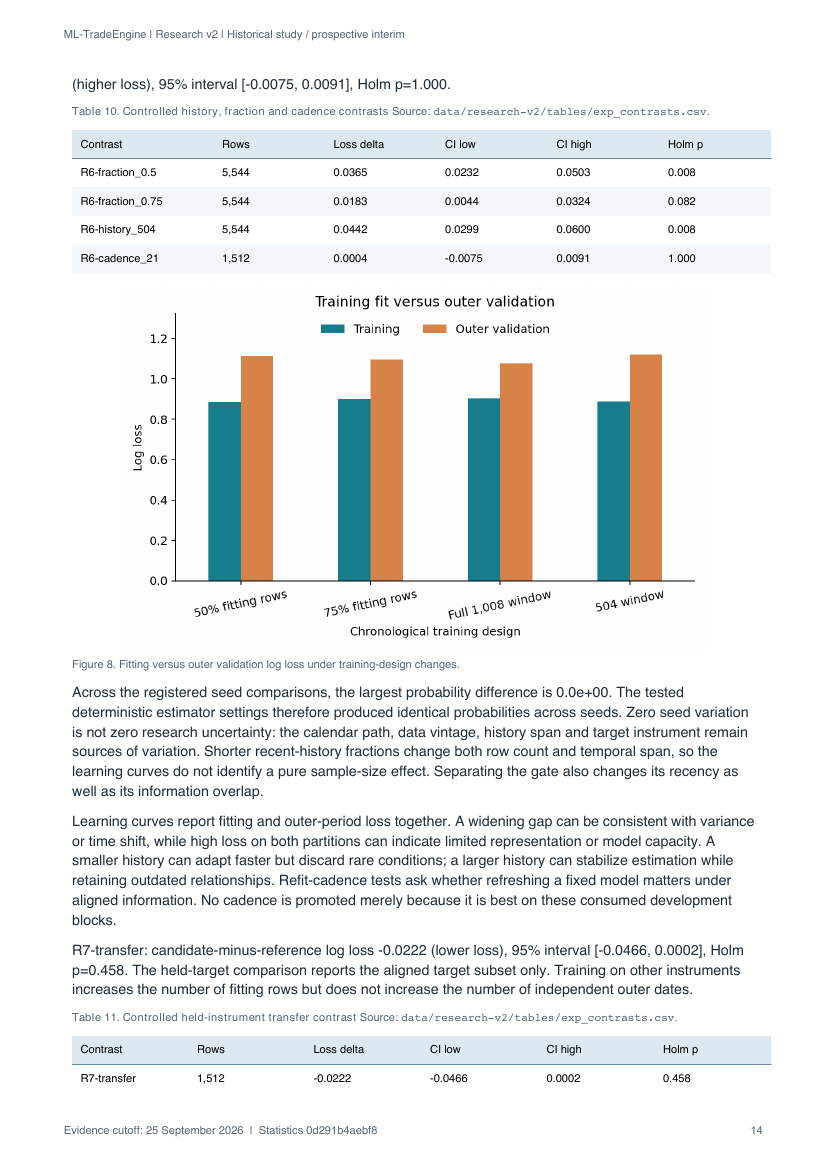 ML-TradeEngine | Research v2 | Historical study / prospective interim
(higher loss), 95% interval [-0.0075, 0.0091], Holm p=1.000.
Table 10. Controlled history, fraction and cadence contrasts Source: data/research-v2/tables/exp_contrasts.csv.
Contrast Rows Loss delta CI low CI high Holm p
R6-fraction_0.5 5,544 0.0365 0.0232 0.0503 0.008
R6-fraction_0.75 5,544 0.0183 0.0044 0.0324 0.082
R6-history_504 5,544 0.0442 0.0299 0.0600 0.008
R6-cadence_21 1,512 0.0004 -0.0075 0.0091 1.000
Training fit versus outer validation
Training Outer validation
1.2
1.0
0.8
0.6
0.4
0.2
0.0
Log loss
50% fitting rows 75% fitting rows Full 1,008 window 504 window
Chronological training design
Figure 8. Fitting versus outer validation log loss under training-design changes.
Across the registered seed comparisons, the largest probability difference is 0.0e+00. The tested
deterministic estimator settings therefore produced identical probabilities across seeds. Zero seed variation
is not zero research uncertainty: the calendar path, data vintage, history span and target instrument remain
sources of variation. Shorter recent-history fractions change both row count and temporal span, so the
learning curves do not identify a pure sample-size effect. Separating the gate also changes its recency as
well as its information overlap.
Learning curves report fitting and outer-period loss together. A widening gap can be consistent with variance
or time shift, while high loss on both partitions can indicate limited representation or model capacity. A
smaller history can adapt faster but discard rare conditions; a larger history can stabilize estimation while
retaining outdated relationships. Refit-cadence tests ask whether refreshing a fixed model matters under
aligned information. No cadence is promoted merely because it is best on these consumed development
blocks.
R7-transfer: candidate-minus-reference log loss -0.0222 (lower loss), 95% interval [-0.0466, 0.0002], Holm
p=0.458. The held-target comparison reports the aligned target subset only. Training on other instruments
increases the number of fitting rows but does not increase the number of independent outer dates.
Table 11. Controlled held-instrument transfer contrast Source: data/research-v2/tables/exp_contrasts.csv.
Contrast Rows Loss delta CI low CI high Holm p
R7-transfer 1,512 -0.0222 -0.0466 0.0002 0.458
Evidence cutoff: 25 September 2026 | Statistics 0d291b4aebf8 14